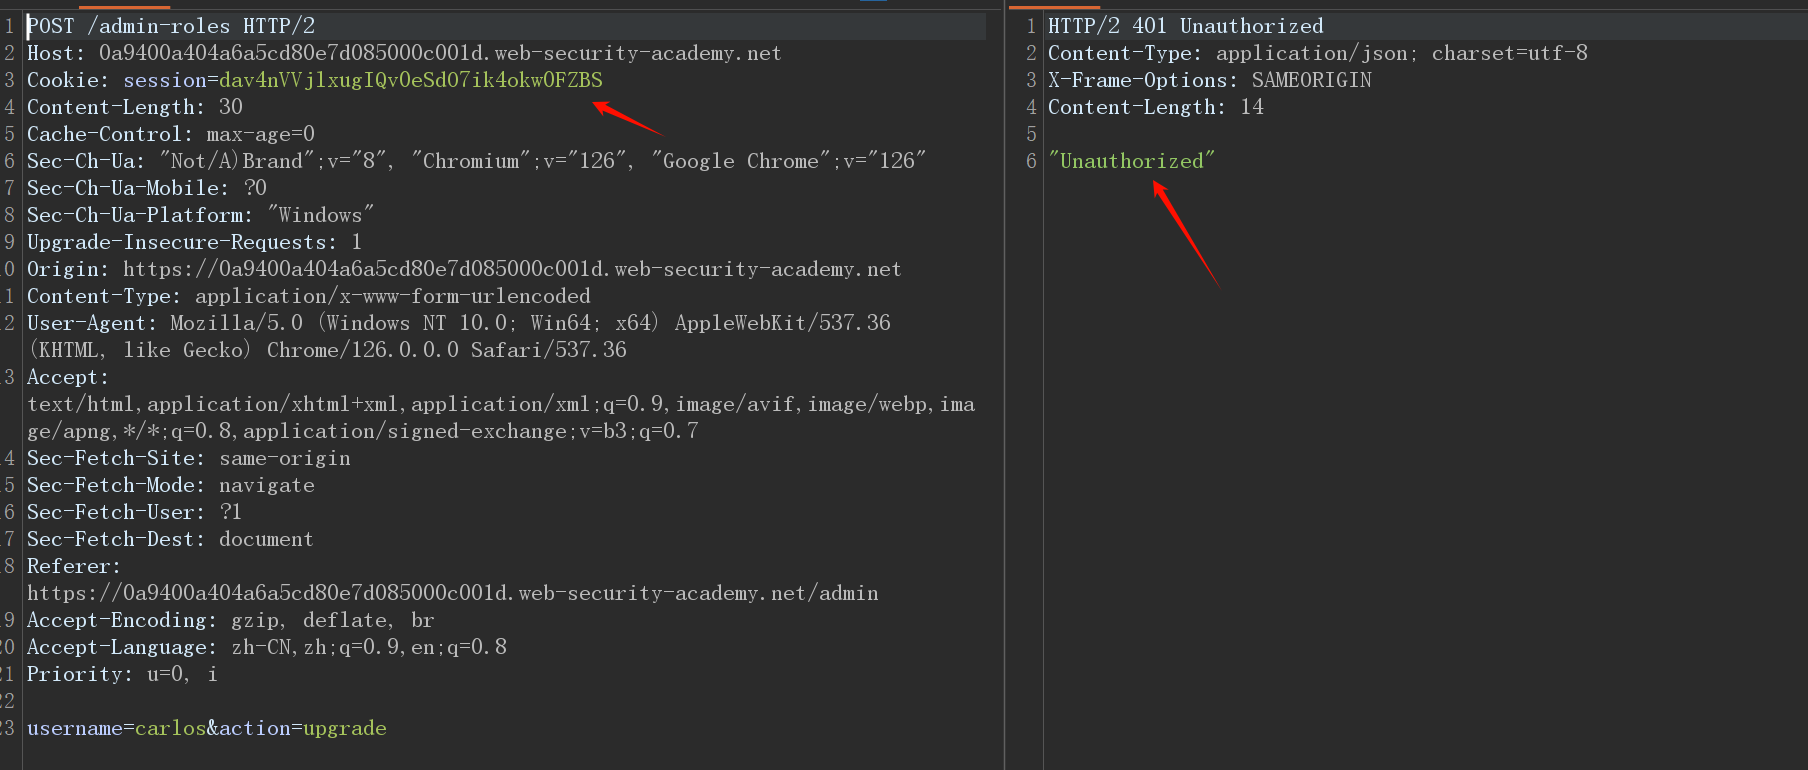 1 POST /admin-roles HTTP/2
2 Host: 0a9400a404a6a5cd80e7d085000c001d.web-security-academy.net
3 Cookie: session=dav4nVVjlxugIQvOeSdO7ik4okwOFZBS
4 Content-Length: 30
5 Cache-Control: max-age=0
6 Sec-Ch-Ua: "Not/A)Brand";v="8", "Chromium";v="126", "Google Chrome";v="126"
7 Sec-Ch-Ua-Mobile: ?0
8 Sec-Ch-Ua-Platform: "Windows"
9 Upgrade-Insecure-Requests: 1
0 Origin: https://0a9400a404a6a5cd80e7d085000c001d.web-security-academy.net
1 Content-Type: application/x-www-form-urlencoded
2 User-Agent: Mozilla/5.0 (Windows NT 10.0; Win64; x64) AppleWebKit/537.36
(KHTML, like Gecko) Chrome/126.0.0.0 Safari/537.36
3 Accept:
text/html,application/xhtml+xml,application/xml;q=0.9,image/avif,image/webp,ima
ge/apng,*/*;q=0.8,application/signed-exchange;v=b3;q=0.7
4 Sec-Fetch-Site: same-origin
5 Sec-Fetch-Mode: navigate
6 Sec-Fetch-User: ?1
7 Sec-Fetch-Dest: document
8 Referer:
https://0a9400a404a6a5cd80e7d085000c001d.web-security-academy.net/admin
9 Accept-Encoding: gzip, deflate, br
20 Accept-Language: zh-CN,zh;q=0.9,en;q=0.8
21 Priority: u=0, i
22
23 username=carlos&action=upgrade
1 HTTP/2 401 Unauthorized
2 Content-Type: application/json; charset=utf-8
3 X-Frame-Options: SAMEORIGIN
4 Content-Length: 14
5
6 "Unauthorized"